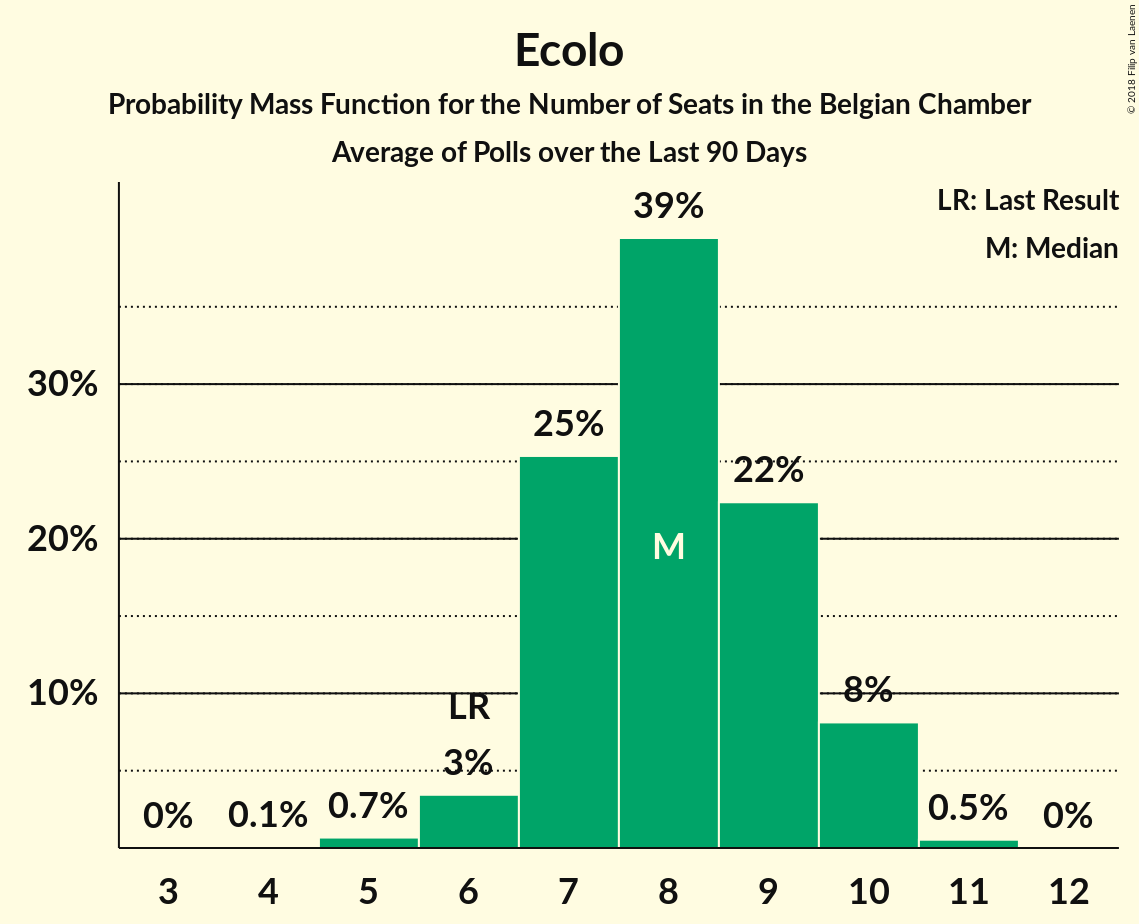 Ecolo
Probability Mass Function for the Number of Seats in the Belgian Chamber
Average of Polls over the Last 90 Days
© 2018 Filip van Laenen
LR: Last Result
M: Median
39%
30%
25%
22%
20%
M
10%
LR
8%
3%
0%
0.1%
0.7%
0.5%
0%
3 4 5 6 7 8 9 10 11 12